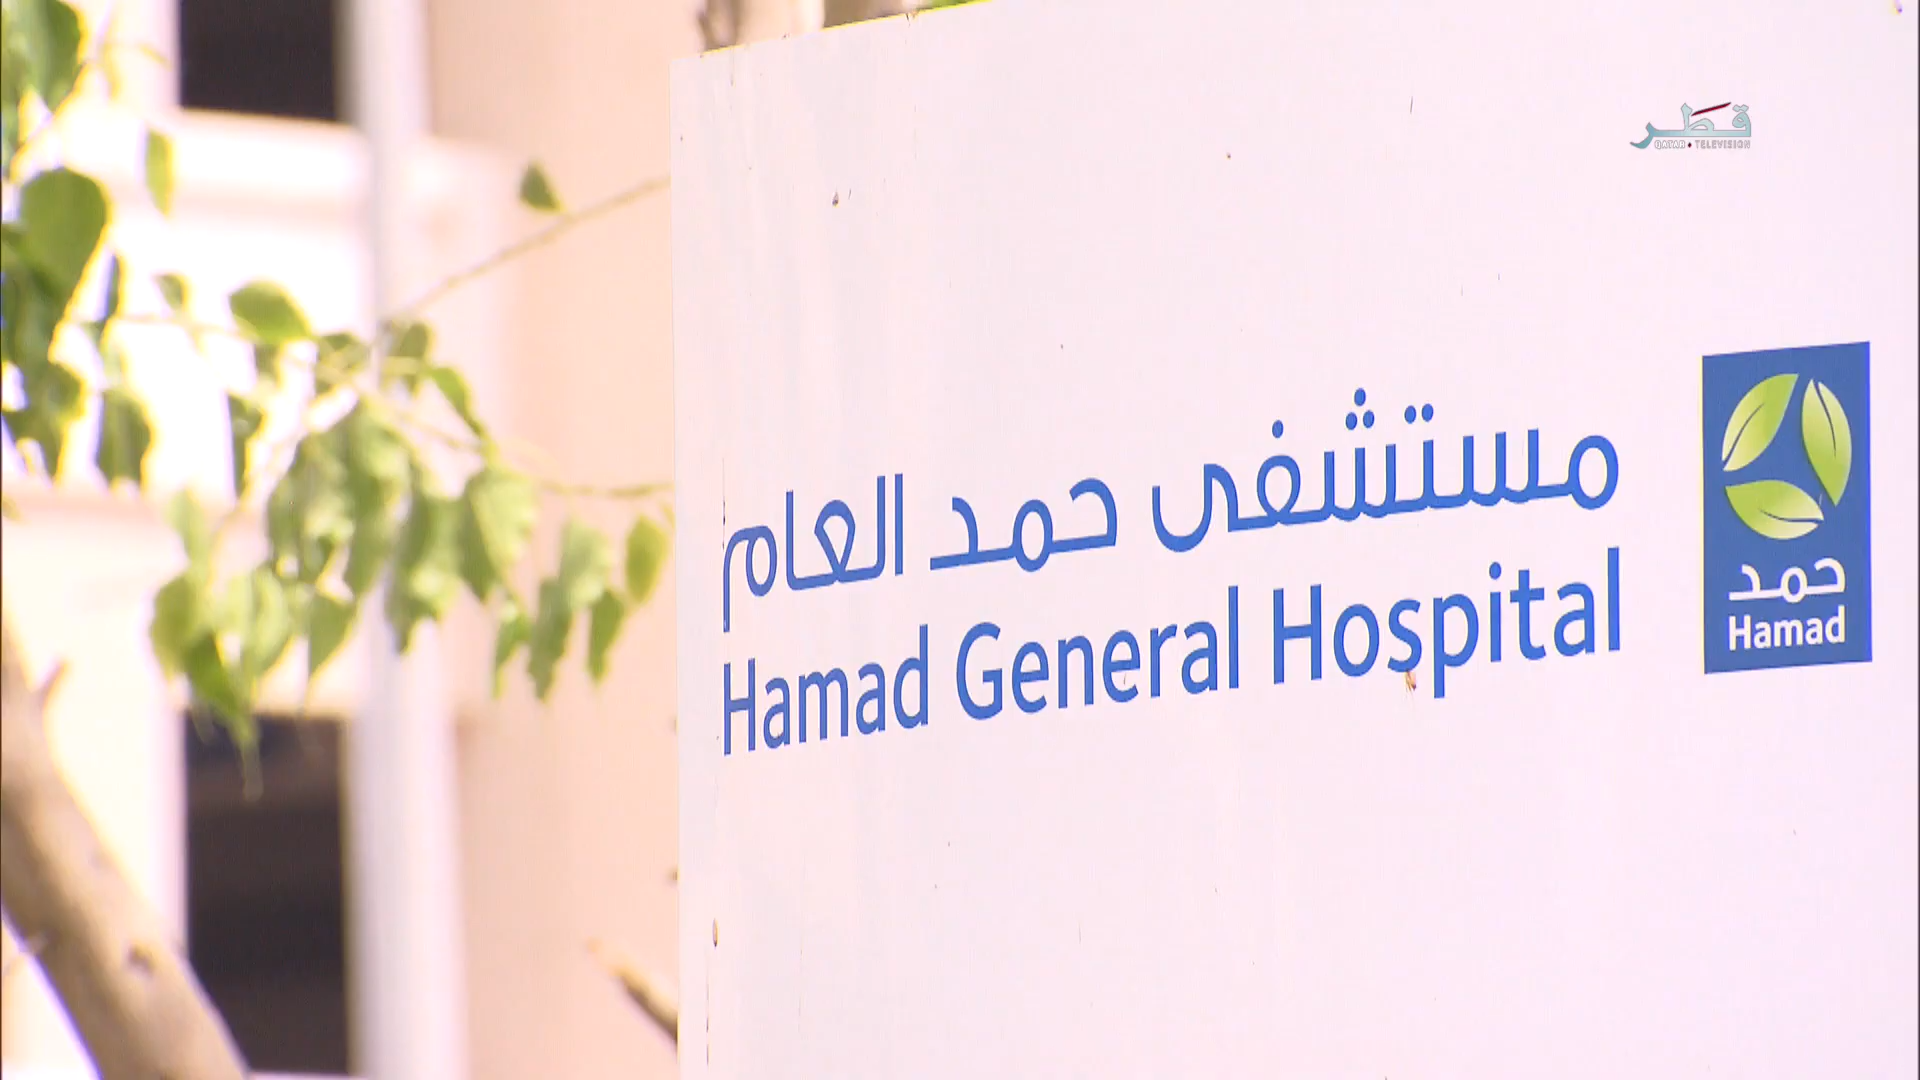 قطر
QATAR TELEVISION
مستشفى حمد العام
Hamad General Hospital
حمد
Hamad